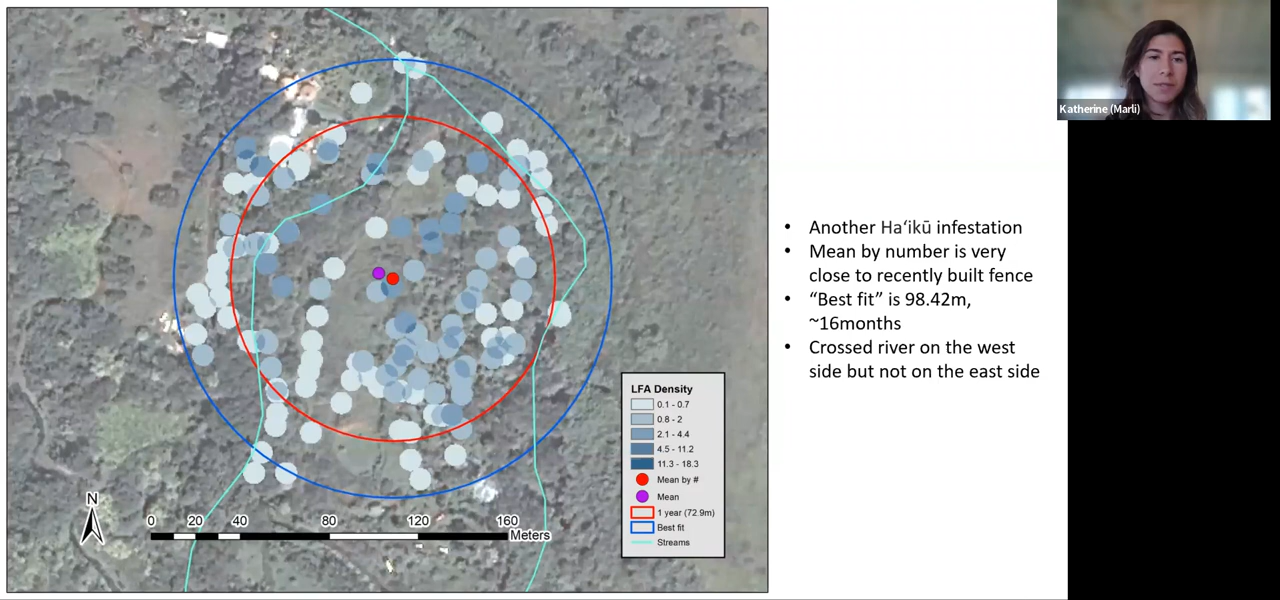 Katherine (Marli)
• Another Haʻikū infestation
• Mean by number is very
close to recently built fence
• “Best fit” is 98.42m,
~16months
• Crossed river on the west
side but not on the east side
LFA Density
0.1 - 0.7
0.8 - 2
2.1 - 4.4
4.5 - 11.2
11.3 - 18.3
Mean by #
Mean
1 year (72.9m)
Best fit
Streams
N
0 20 40 80 120 160
Meters